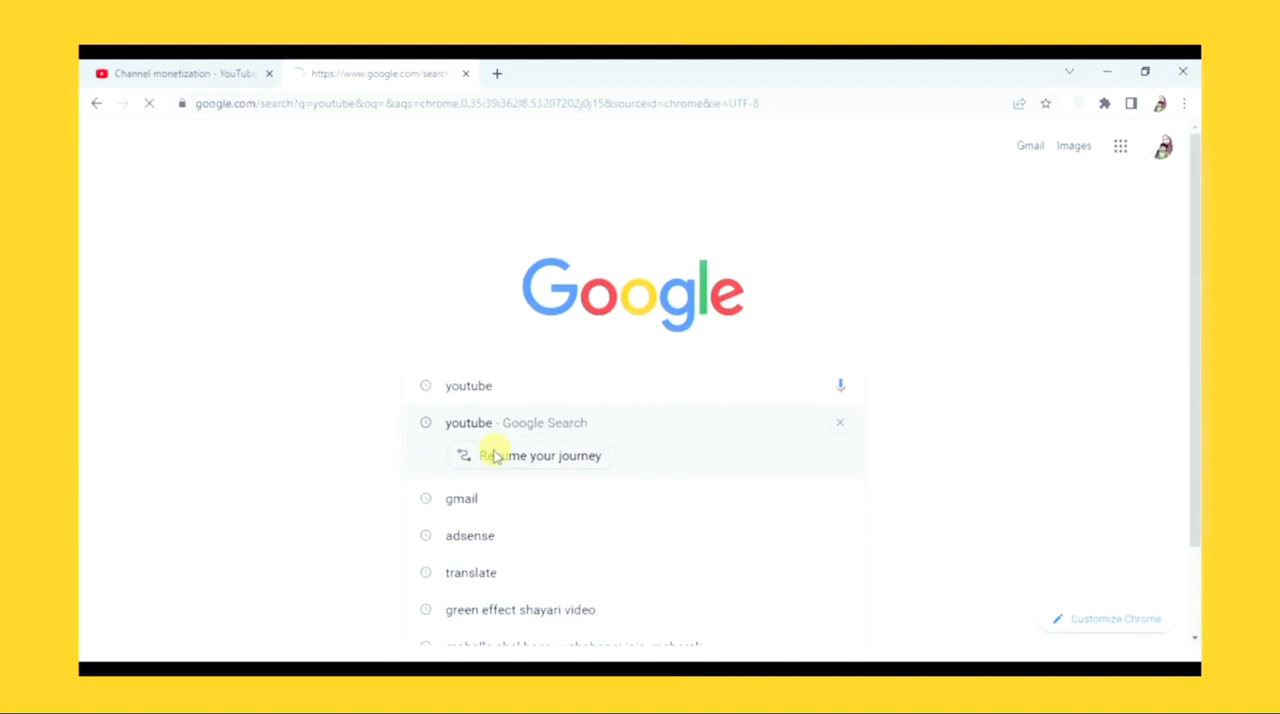 Channel monetization - YouTube
https://www.google.com/searc
google.com/search?q=youtube&oq=&aqs=chrome.0.35i39i362l8.53207202j0j15&sourceid=chrome&ie=UTF-8
Gmail Images
Google
youtube
youtube - Google Search
Resume your journey
gmail
adsense
translate
green effect shayari video
Customize Chrome